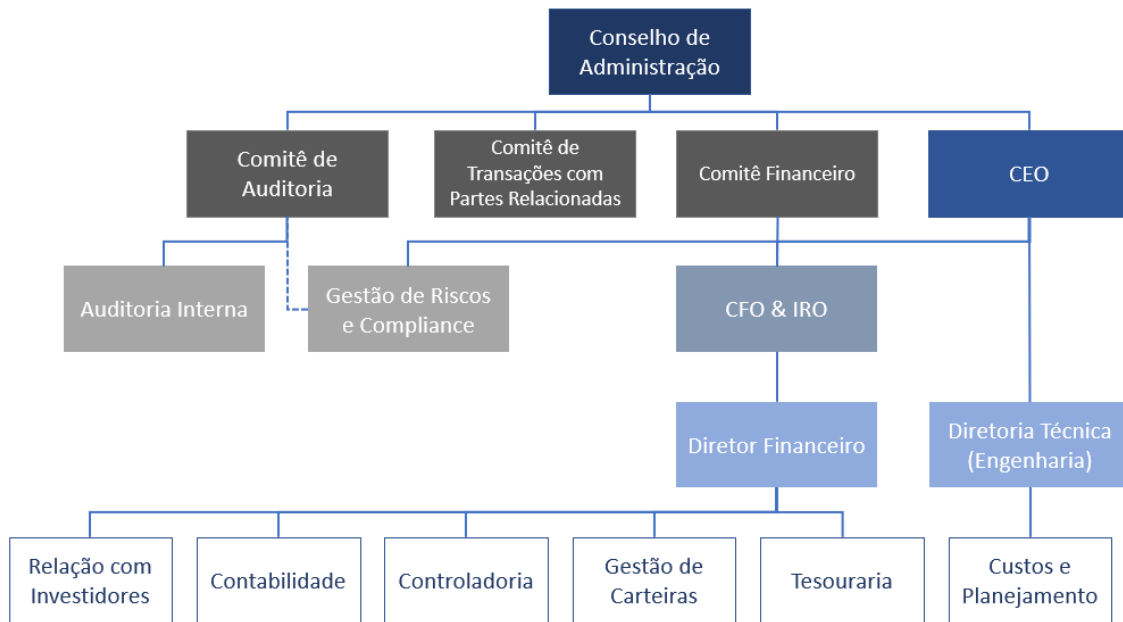 Conselho de
Administração
Comitê de
Auditoria
Comitê de
Transações com
Partes Relacionadas
Comitê Financeiro
CEO
Auditoria Interna
Gestão de Riscos
e Compliance
CFO & IRO
Diretor Financeiro
Diretoria Técnica
(Engenharia)
Relação com
Investidores
Contabilidade
Controladoria
Gestão de
Carteiras
Tesouraria
Custos e
Planejamento